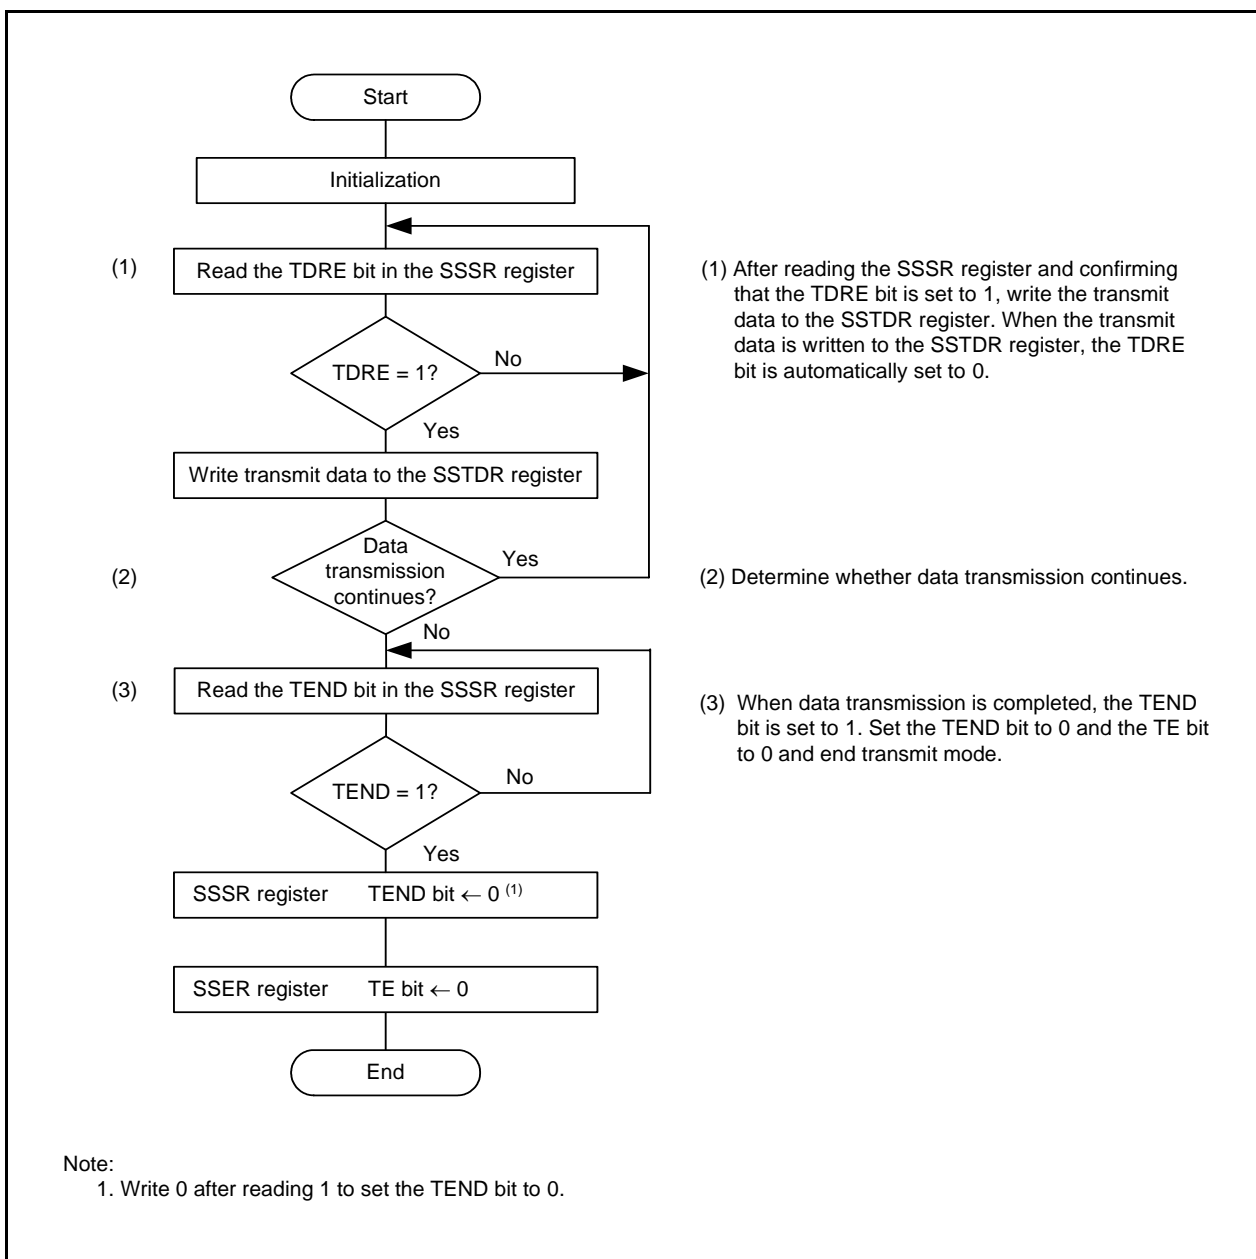 Start
Initialization
(1)
Read the TDRE bit in the SSSR register
TDRE = 1?
No
Yes
Write transmit data to the SSTDR register
(2)
Data
transmission
continues?
Yes
No
(3)
Read the TEND bit in the SSSR register
TEND = 1?
No
Yes
SSSR register TEND bit ← 0 (1)
SSER register TE bit ← 0
End
(1) After reading the SSSR register and confirming
that the TDRE bit is set to 1, write the transmit
data to the SSTDR register. When the transmit
data is written to the SSTDR register, the TDRE
bit is automatically set to 0.
(2) Determine whether data transmission continues.
(3) When data transmission is completed, the TEND
bit is set to 1. Set the TEND bit to 0 and the TE bit
to 0 and end transmit mode.
Note:
1. Write 0 after reading 1 to set the TEND bit to 0.